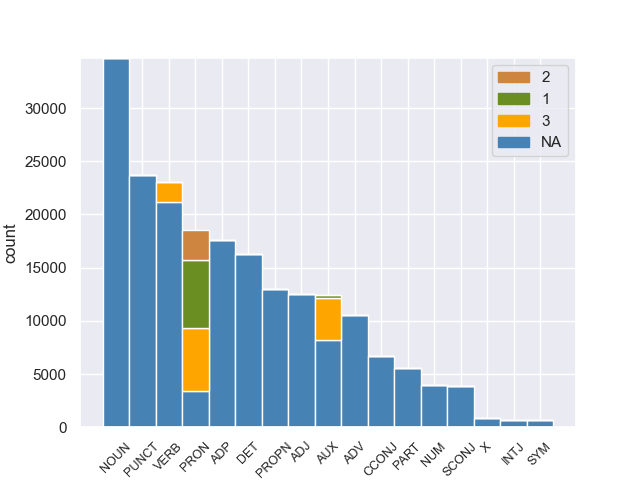 2
1
3
NA
30000
25000
20000
15000
10000
5000
0
count
NOUN
PUNCT
VERB
PRON
ADP
DET
PROPN
ADJ
AUX
ADV
CCONJ
PART
NUM
SCONJ
X
INTJ
SYM